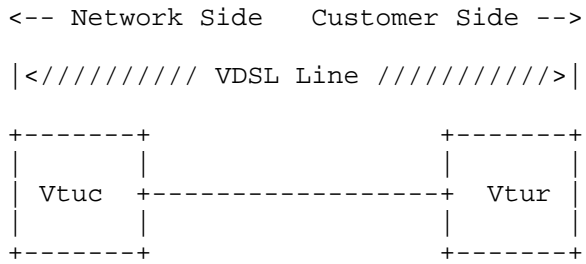 <-- Network Side   Customer Side -->
|<////////// VDSL Line ///////////>|
+-------+                  +-------+
|       |                  |       |
| Vtuc  +------------------+  Vtur |
|       |                  |       |
+-------+                  +-------+